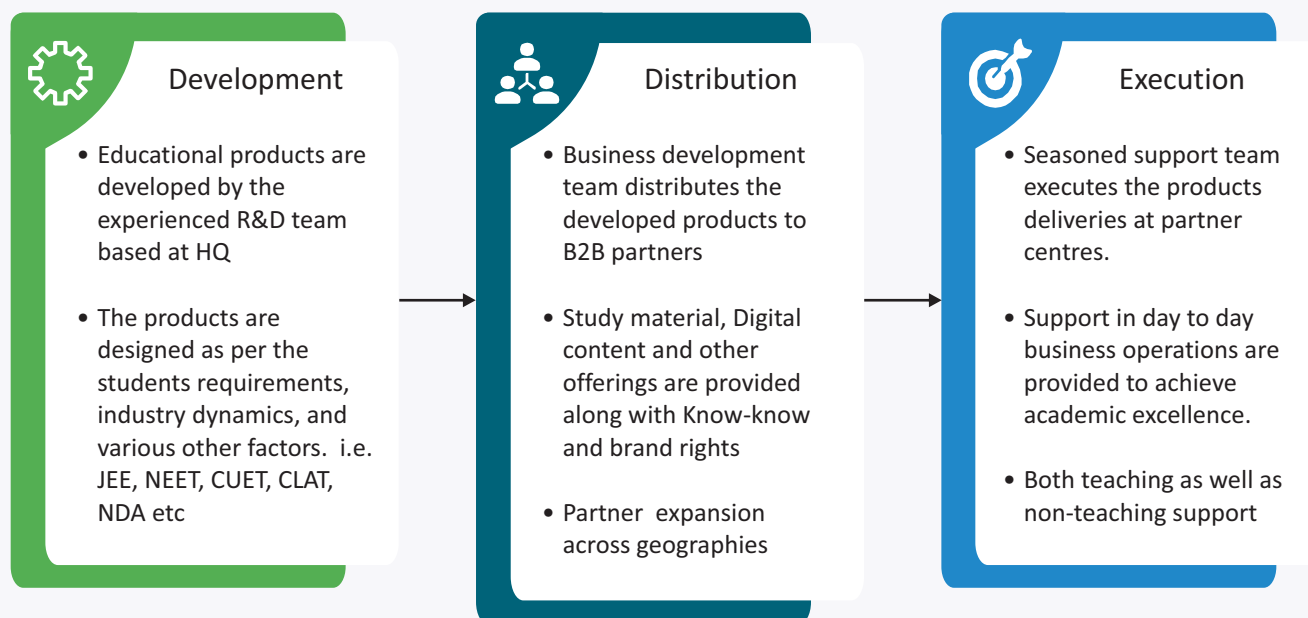 Development
• Educational products are
developed by the
experienced R&D team
based at HQ
• The products are
designed as per the
students requirements,
industry dynamics, and
various other factors.  i.e.
JEE, NEET, CUET, CLAT,
NDA etc
Distribution
• Business development
team distributes the
developed products to
B2B partners
• Study material, Digital
content and other
offerings are provided
along with Know-know
and brand rights
• Partner  expansion
across geographies
Execution
• Seasoned support team
executes the products
deliveries at partner
centres.
• Support in day to day
business operations are
provided to achieve
academic excellence.
• Both teaching as well as
non-teaching support